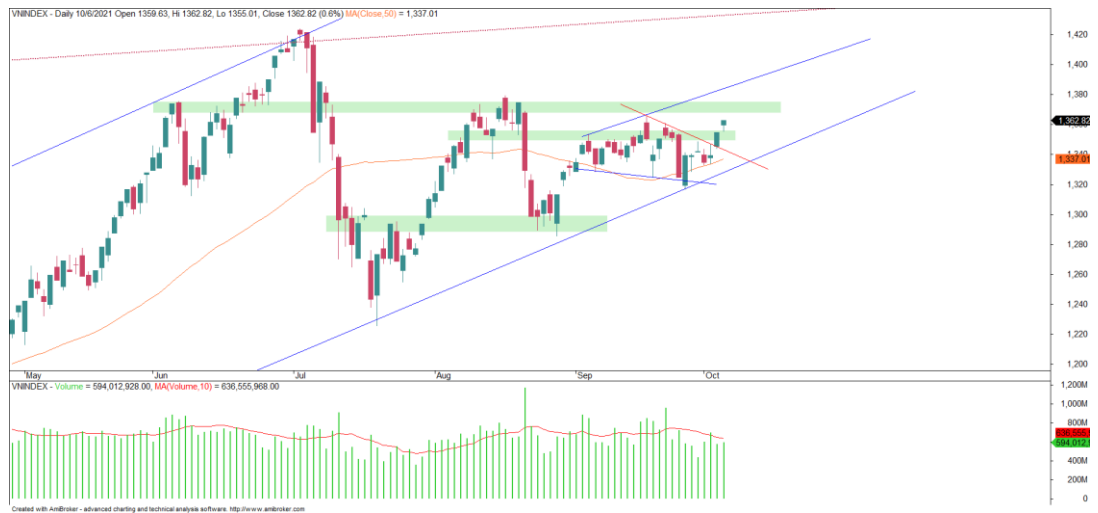 VNINDEX - Daily 10/6/2021 Open 1359.63, Hi 1362.82, Lo 1355.01, Close 1362.82 (0.6%) MA(Close,50) = 1,337.01
1,420
1,400
1,380
1,362.82
1,340
1,337.01
1,320
1,300
1,280
1,260
1,240
1,220
1,200
May Jun Jul Aug Sep Oct
VNINDEX - Volume = 594,012,928.00, MA(Volume,10) = 636,555,968.00
1,200M
1,000M
800M
636,555,
594,012,
400M
200M
0
Created with AmiBroker - advanced charting and technical analysis software. http://www.amibroker.com